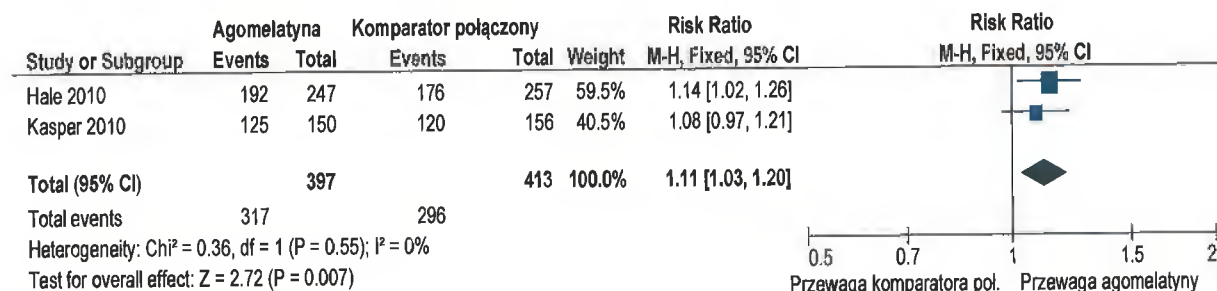 Agomelatyna Komparator połączony Risk Ratio Risk Ratio
Study or Subgroup Events Total Events Total Weight M-H, Fixed, 95% CI M-H, Fixed, 95% CI
Hale 2010 192 247 176 257 59.5% 1.14 [1.02, 1.26]
Kasper 2010 125 150 120 156 40.5% 1.08 [0.97, 1.21]
Total (95% CI) 397 413 100.0% 1.11 [1.03, 1.20]
Total events 317 296
Heterogeneity: Chi² = 0.36, df = 1 (P = 0.55); I² = 0%
Test for overall effect: Z = 2.72 (P = 0.007)
0.5 0.7 1 1.5 2
Przewaga komparatora poł. Przewaga agomelatyny